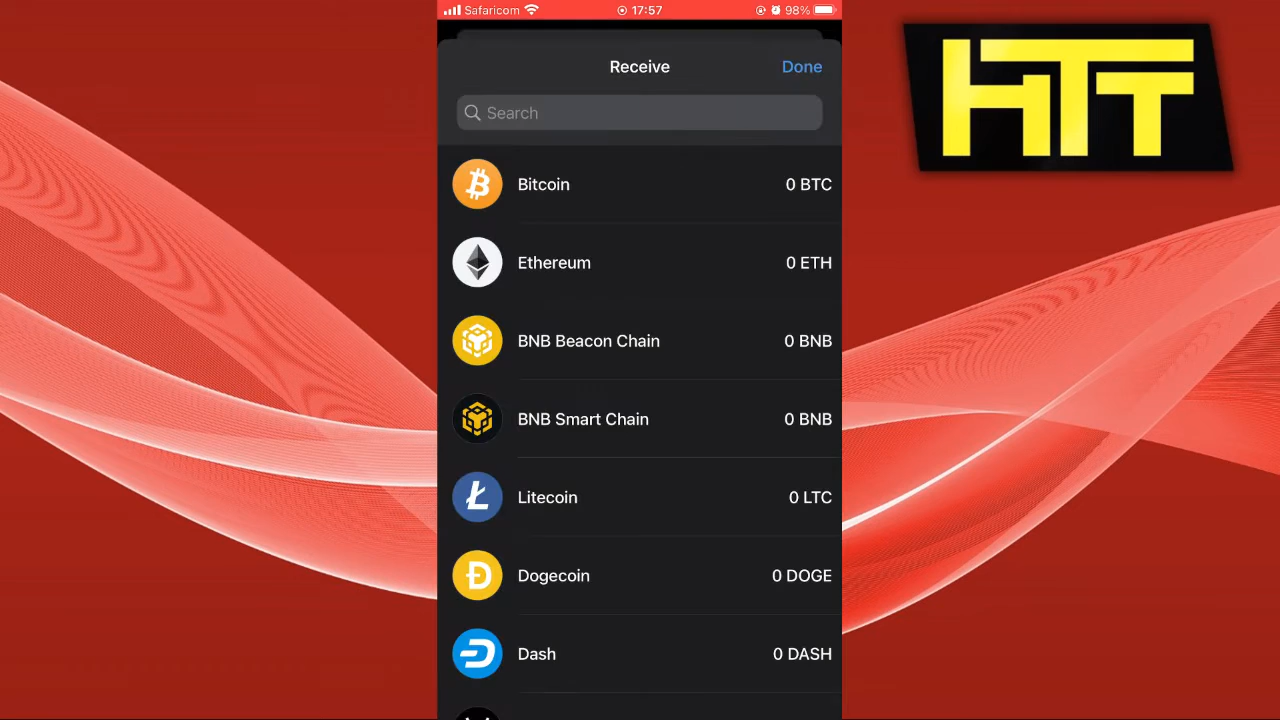 Safaricom 17:57 98%
HTT
Receive Done
Search
Bitcoin 0 BTC
Ethereum 0 ETH
BNB Beacon Chain 0 BNB
BNB Smart Chain 0 BNB
Litecoin 0 LTC
Dogecoin 0 DOGE
Dash 0 DASH